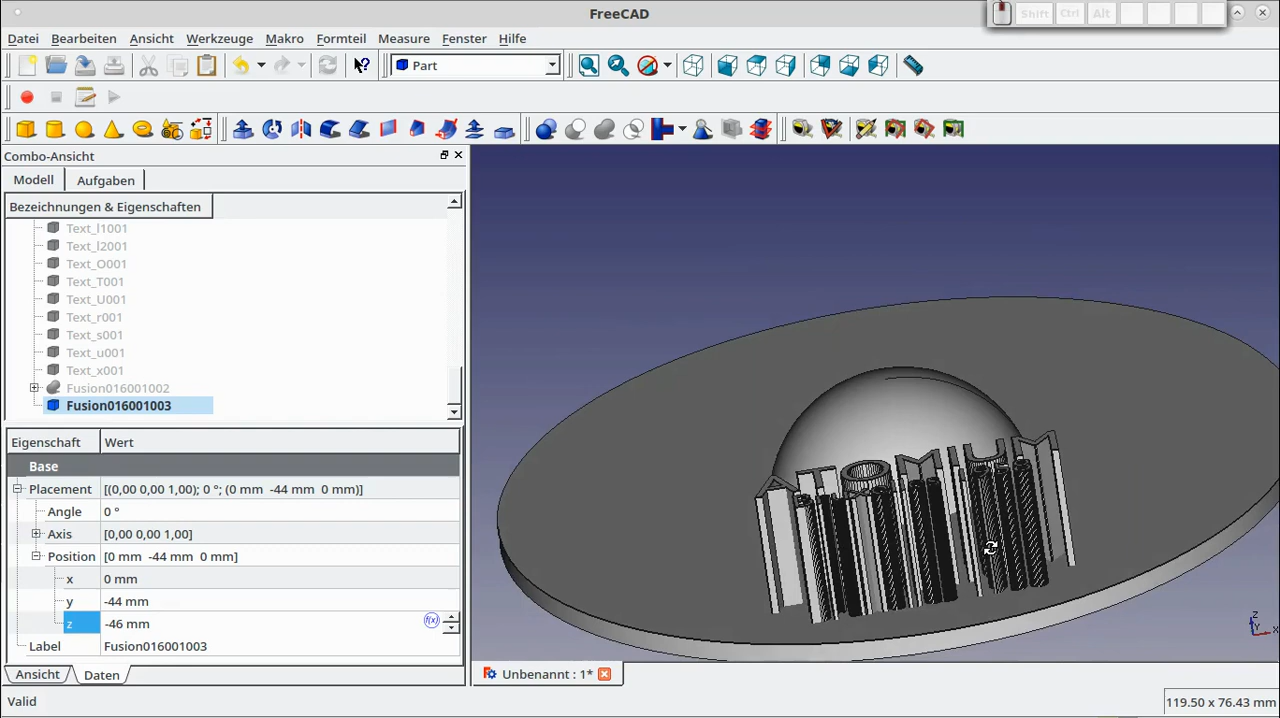 FreeCAD
Shift Ctrl Alt
Datei Bearbeiten Ansicht Werkzeuge Makro Formteil Measure Fenster Hilfe
Part
Combo-Ansicht
Modell Aufgaben
Bezeichnungen & Eigenschaften
Text_l1001
Text_l2001
Text_O001
Text_T001
Text_U001
Text_r001
Text_s001
Text_u001
Text_x001
Fusion016001002
Fusion016001003
Eigenschaft Wert
Base
Placement [(0,00 0,00 1,00); 0 °; (0 mm -44 mm 0 mm)]
Angle 0 °
Axis [0,00 0,00 1,00]
Position [0 mm -44 mm 0 mm]
x 0 mm
y -44 mm
z -46 mm f(x)
Label Fusion016001003
Ansicht Daten
Unbenannt : 1*
Z
Y
X
Valid
119.50 x 76.43 mm